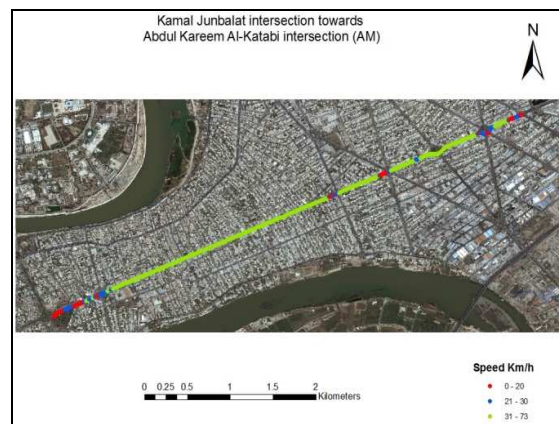 Kamal Junbalat intersection towards
Abdul Kareem Al-Katabi intersection (AM)
N
0 0.25 0.5 1 1.5 2
Kilometers
Speed Km/h
0 - 20
21 - 30
31 - 73